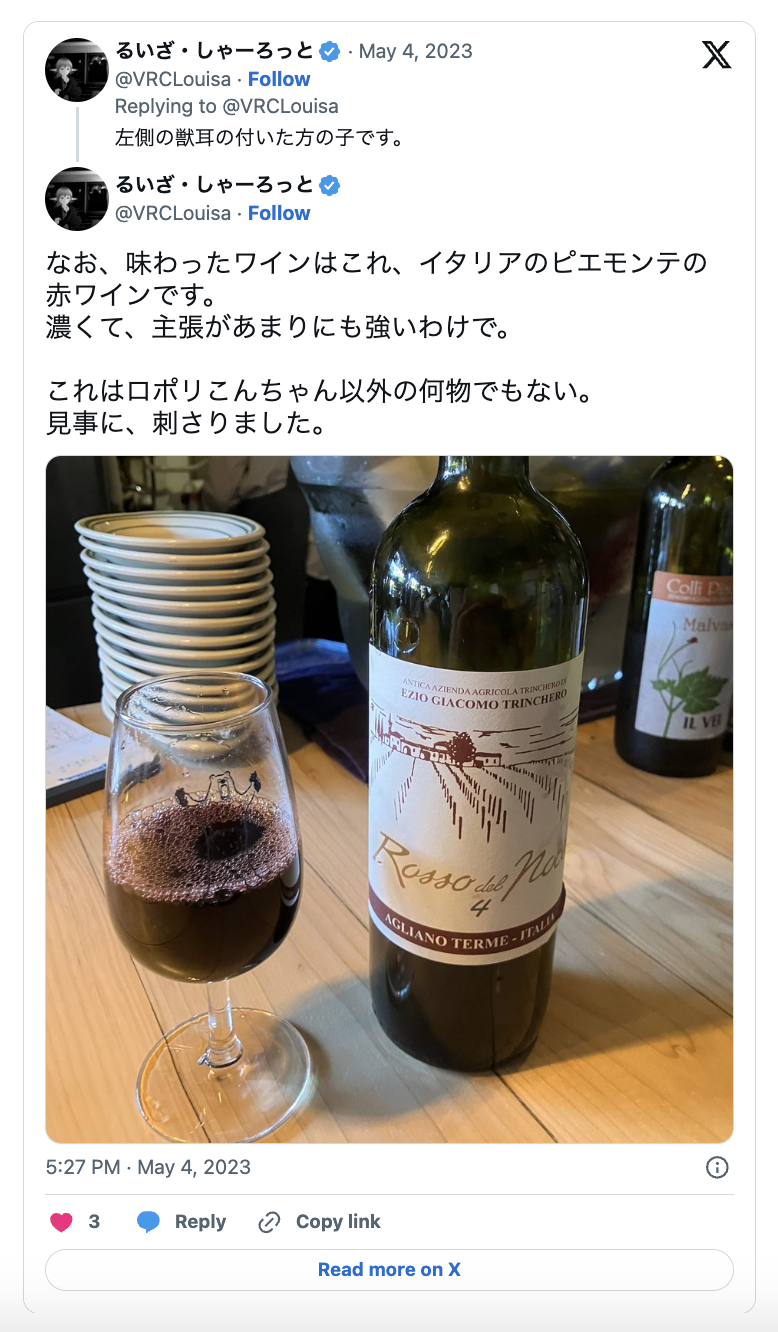 るいざ・しゃーろっと · May 4, 2023
@VRCLouisa · Follow
Replying to @VRCLouisa
左側の獣耳の付いた方の子です。
るいざ・しゃーろっと
@VRCLouisa · Follow
なお、味わったワインはこれ、イタリアのピエモンテの
赤ワインです。
濃くて、主張があまりにも強いわけで。
これはロポリこんちゃん以外の何物でもない。
見事に、刺さりました。
ANTICA AZIENDA AGRICOLA TRINCHERO DI
EZIO GIACOMO TRINCHERO
Rosso del
4
AGLIANO TERME - ITALIA
Colli
IL
5:27 PM · May 4, 2023
3 Reply Copy link
Read more on X